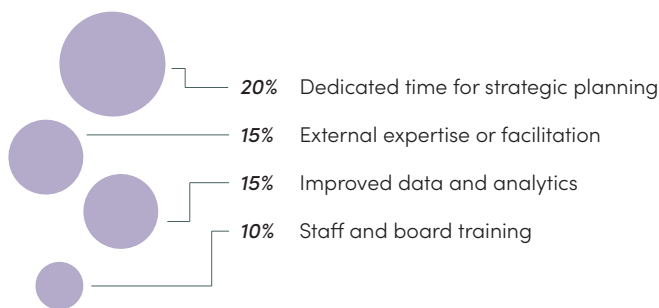 20% Dedicated time for strategic planning
15% External expertise or facilitation
15% Improved data and analytics
10% Staff and board training